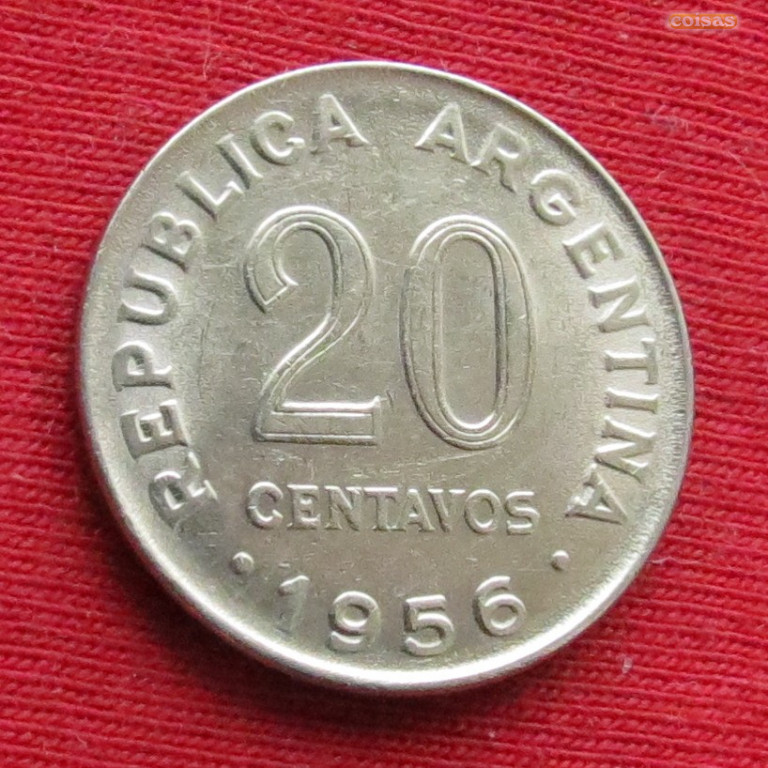 coisas
REPUBLICA ARGENTINA
20
CENTAVOS
• 1956 •